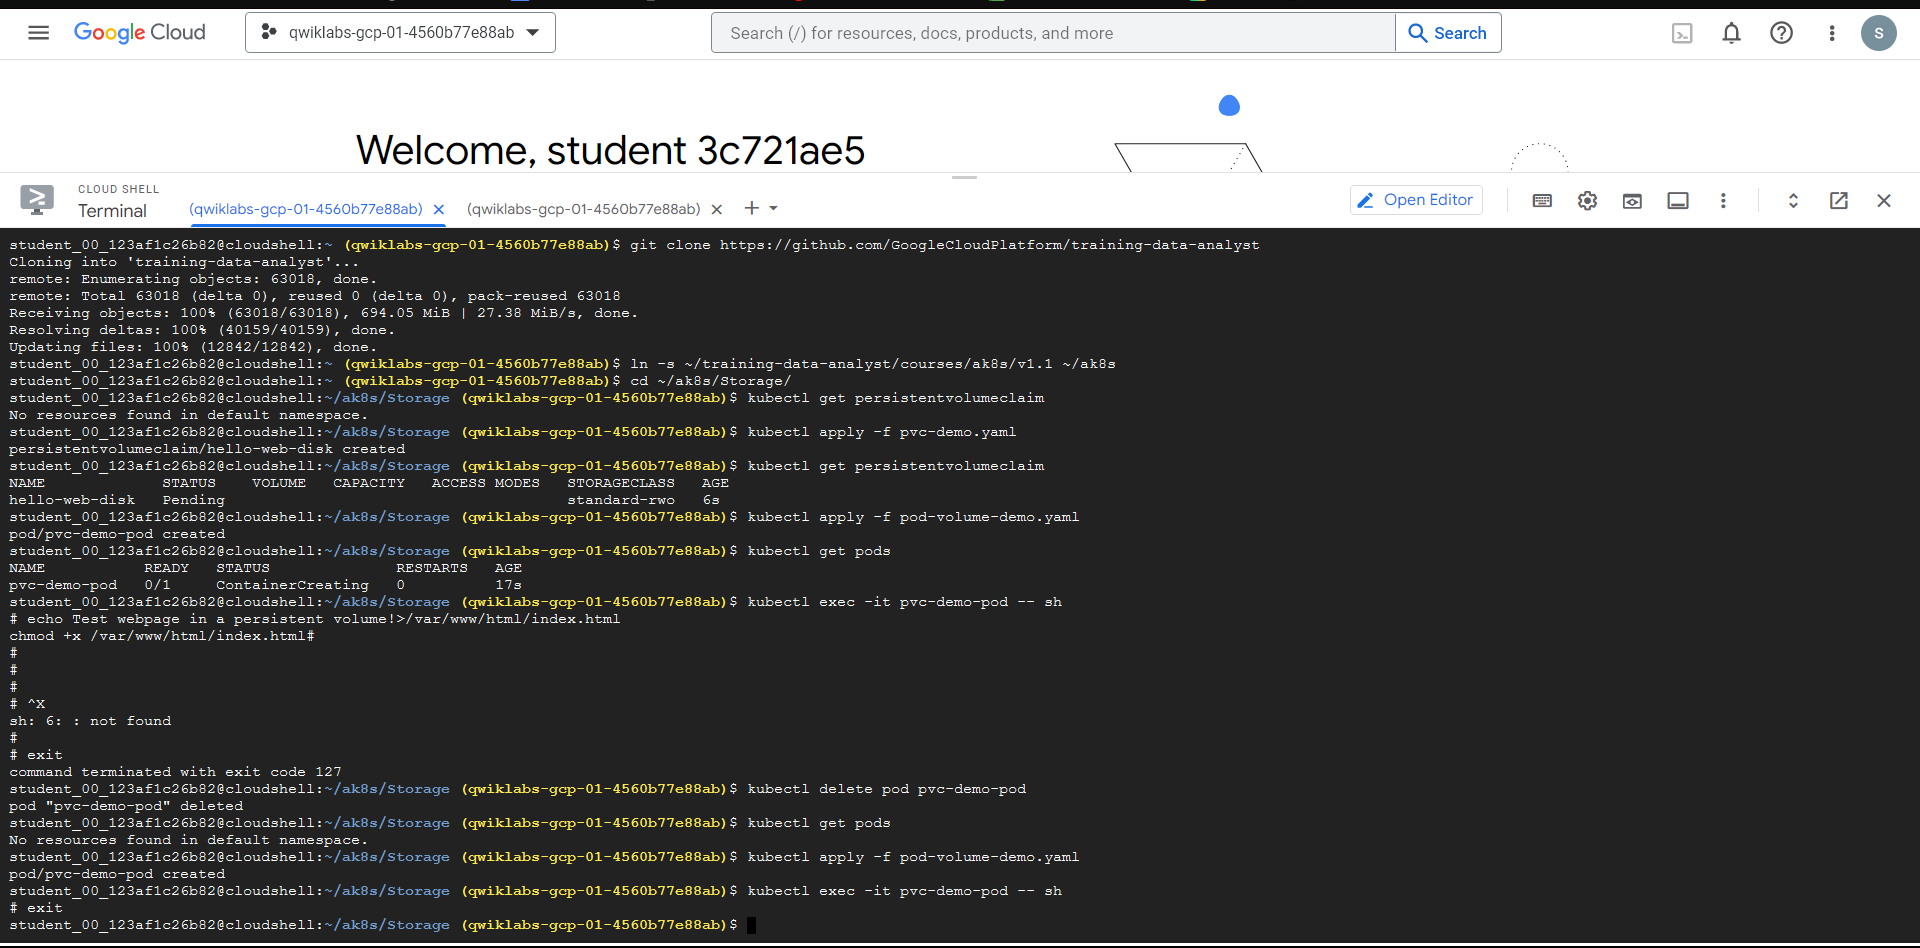 Google Cloud
qwiklabs-gcp-01-4560b77e88ab
Search (/) for resources, docs, products, and more
Search
S
Welcome, student 3c721ae5
CLOUD SHELL
Terminal
(qwiklabs-gcp-01-4560b77e88ab)
(qwiklabs-gcp-01-4560b77e88ab)
Open Editor
student_00_123af1c26b82@cloudshell:~ (qwiklabs-gcp-01-4560b77e88ab)$ git clone https://github.com/GoogleCloudPlatform/training-data-analyst
Cloning into 'training-data-analyst'...
remote: Enumerating objects: 63018, done.
remote: Total 63018 (delta 0), reused 0 (delta 0), pack-reused 63018
Receiving objects: 100% (63018/63018), 694.05 MiB | 27.38 MiB/s, done.
Resolving deltas: 100% (40159/40159), done.
Updating files: 100% (12842/12842), done.
student_00_123af1c26b82@cloudshell:~ (qwiklabs-gcp-01-4560b77e88ab)$ ln -s ~/training-data-analyst/courses/ak8s/v1.1 ~/ak8s
student_00_123af1c26b82@cloudshell:~ (qwiklabs-gcp-01-4560b77e88ab)$ cd ~/ak8s/Storage/
student_00_123af1c26b82@cloudshell:~/ak8s/Storage (qwiklabs-gcp-01-4560b77e88ab)$ kubectl get persistentvolumeclaim
No resources found in default namespace.
student_00_123af1c26b82@cloudshell:~/ak8s/Storage (qwiklabs-gcp-01-4560b77e88ab)$ kubectl apply -f pvc-demo.yaml
persistentvolumeclaim/hello-web-disk created
student_00_123af1c26b82@cloudshell:~/ak8s/Storage (qwiklabs-gcp-01-4560b77e88ab)$ kubectl get persistentvolumeclaim
NAME STATUS VOLUME CAPACITY ACCESS MODES STORAGECLASS AGE
hello-web-disk Pending standard-rwo 6s
student_00_123af1c26b82@cloudshell:~/ak8s/Storage (qwiklabs-gcp-01-4560b77e88ab)$ kubectl apply -f pod-volume-demo.yaml
pod/pvc-demo-pod created
student_00_123af1c26b82@cloudshell:~/ak8s/Storage (qwiklabs-gcp-01-4560b77e88ab)$ kubectl get pods
NAME READY STATUS RESTARTS AGE
pvc-demo-pod 0/1 ContainerCreating 0 17s
student_00_123af1c26b82@cloudshell:~/ak8s/Storage (qwiklabs-gcp-01-4560b77e88ab)$ kubectl exec -it pvc-demo-pod -- sh
# echo Test webpage in a persistent volume!>/var/www/html/index.html
chmod +x /var/www/html/index.html#
#
#
#
# ^X
sh: 6: : not found
#
# exit
command terminated with exit code 127
student_00_123af1c26b82@cloudshell:~/ak8s/Storage (qwiklabs-gcp-01-4560b77e88ab)$ kubectl delete pod pvc-demo-pod
pod "pvc-demo-pod" deleted
student_00_123af1c26b82@cloudshell:~/ak8s/Storage (qwiklabs-gcp-01-4560b77e88ab)$ kubectl get pods
No resources found in default namespace.
student_00_123af1c26b82@cloudshell:~/ak8s/Storage (qwiklabs-gcp-01-4560b77e88ab)$ kubectl apply -f pod-volume-demo.yaml
pod/pvc-demo-pod created
student_00_123af1c26b82@cloudshell:~/ak8s/Storage (qwiklabs-gcp-01-4560b77e88ab)$ kubectl exec -it pvc-demo-pod -- sh
# exit
student_00_123af1c26b82@cloudshell:~/ak8s/Storage (qwiklabs-gcp-01-4560b77e88ab)$